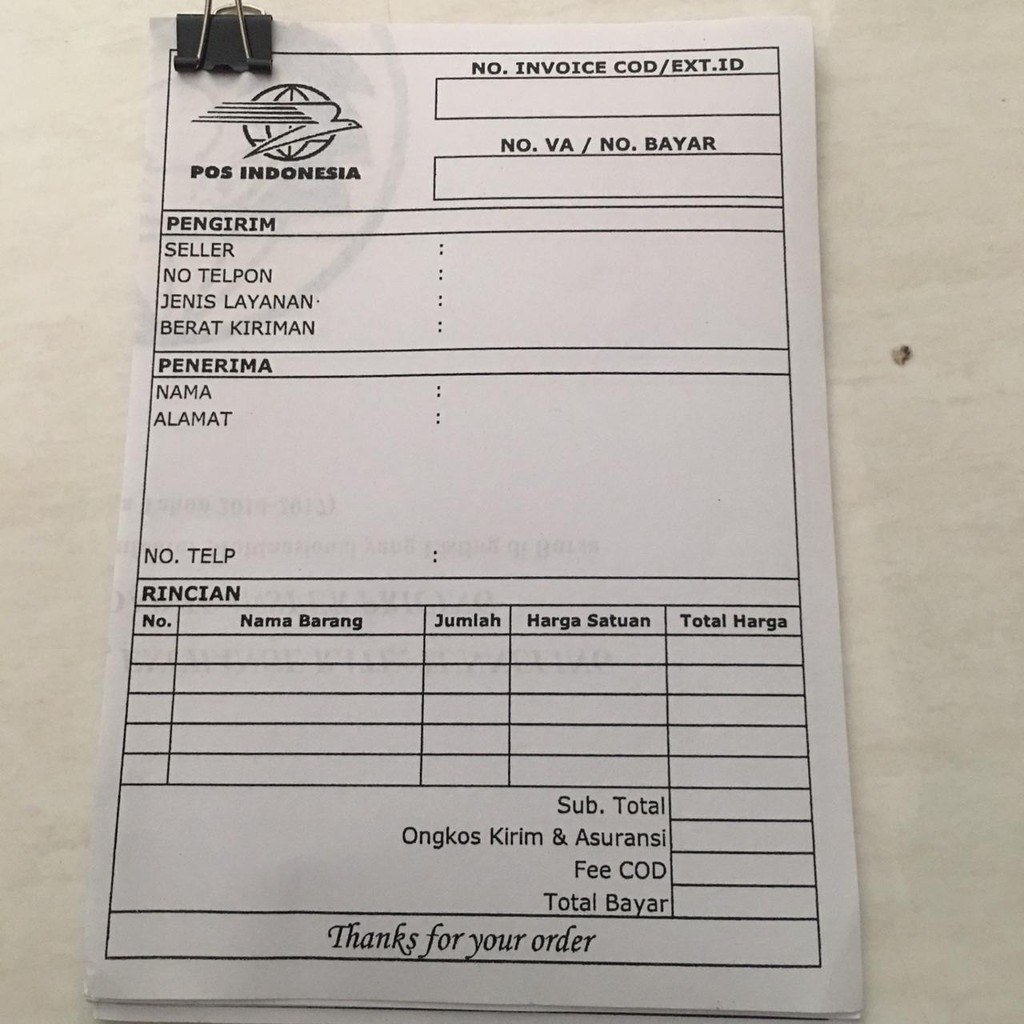 NO. INVOICE COD/EXT.ID
POS INDONESIA
NO. VA / NO. BAYAR
PENGIRIM
SELLER :
NO TELPON :
JENIS LAYANAN :
BERAT KIRIMAN :
PENERIMA
NAMA :
ALAMAT :
NO. TELP :
RINCIAN
No. Nama Barang Jumlah Harga Satuan Total Harga
Sub. Total
Ongkos Kirim & Asuransi
Fee COD
Total Bayar
Thanks for your order